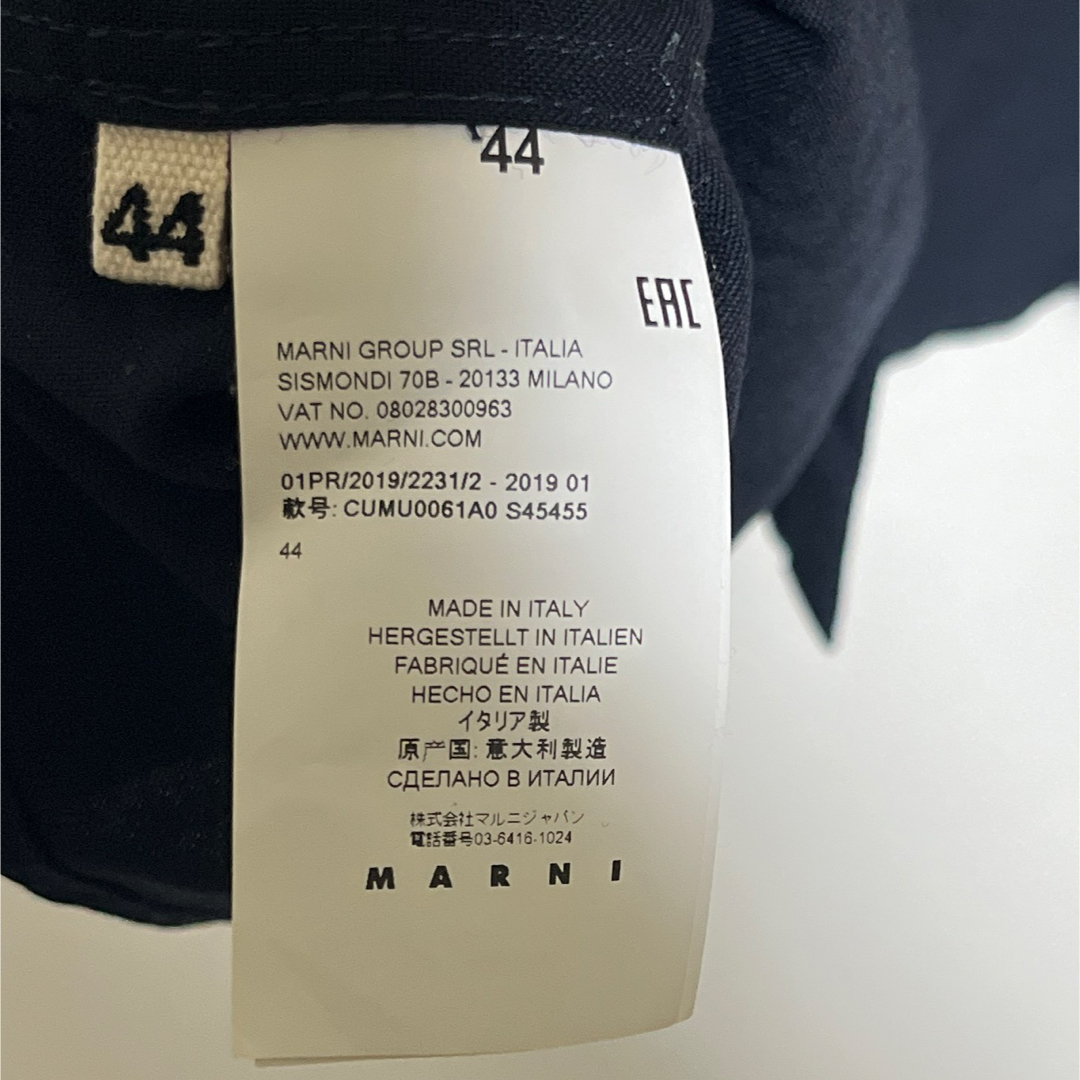 44
44
EAC
MARNI GROUP SRL - ITALIA
SISMONDI 70B - 20133 MILANO
VAT NO. 08028300963
WWW.MARNI.COM
01PR/2019/2231/2 - 2019 01
款号: CUMU0061A0 S45455
44
MADE IN ITALY
HERGESTELLT IN ITALIEN
FABRIQUÉ EN ITALIE
HECHO EN ITALIA
イタリア製
原产国: 意大利製造
СДЕЛАНО В ИТАЛИИ
株式会社マルニジャパン
電話番号03-6416-1024
MARNI